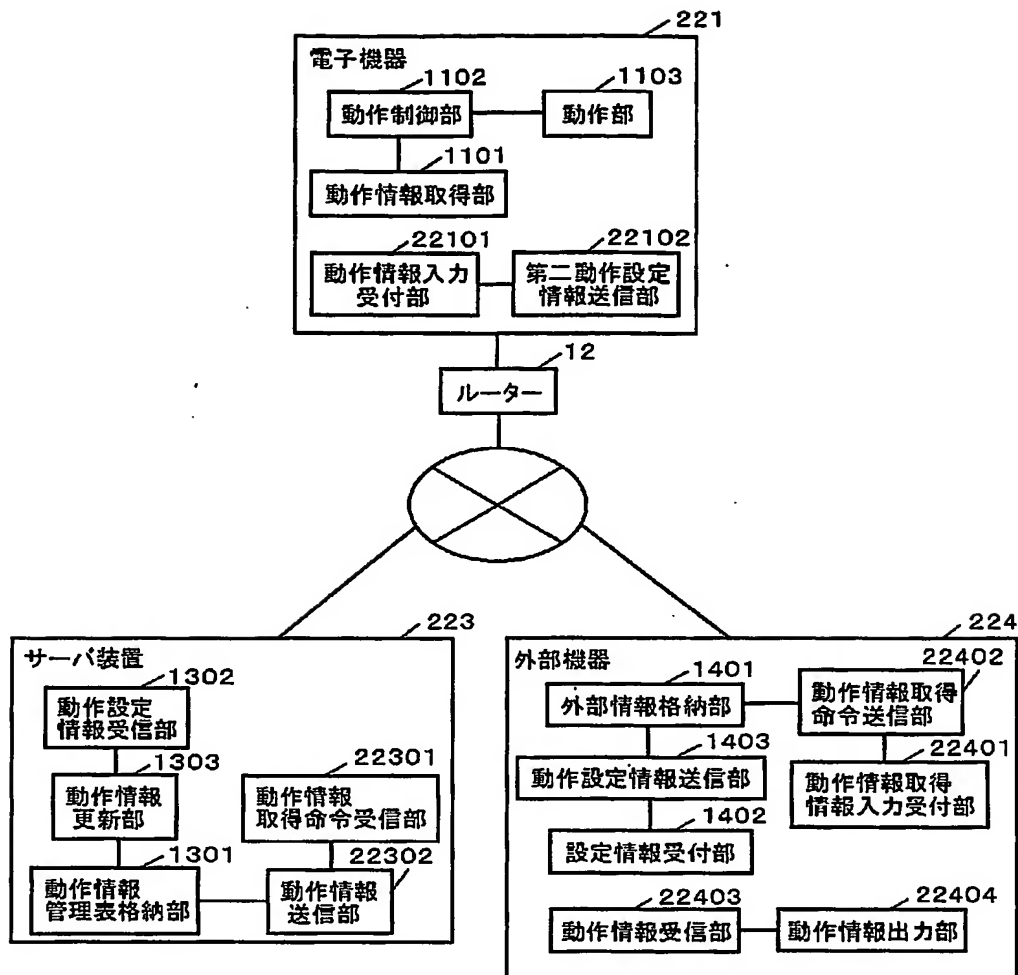 221
電子機器
1102
1103
動作制御部
動作部
1101
動作情報取得部
22101
22102
動作情報入力
受付部
第二動作設定
情報送信部
12
ルーター
223
サーバ装置
1302
動作設定
情報受信部
1303
22301
動作情報
更新部
動作情報
取得命令受信部
1301
22302
動作情報
管理表格納部
動作情報
送信部
224
外部機器
1401
22402
外部情報格納部
動作情報取得
命令送信部
1403
22401
動作設定情報送信部
動作情報取得
情報入力受付部
1402
設定情報受付部
22403
22404
動作情報受信部
動作情報出力部